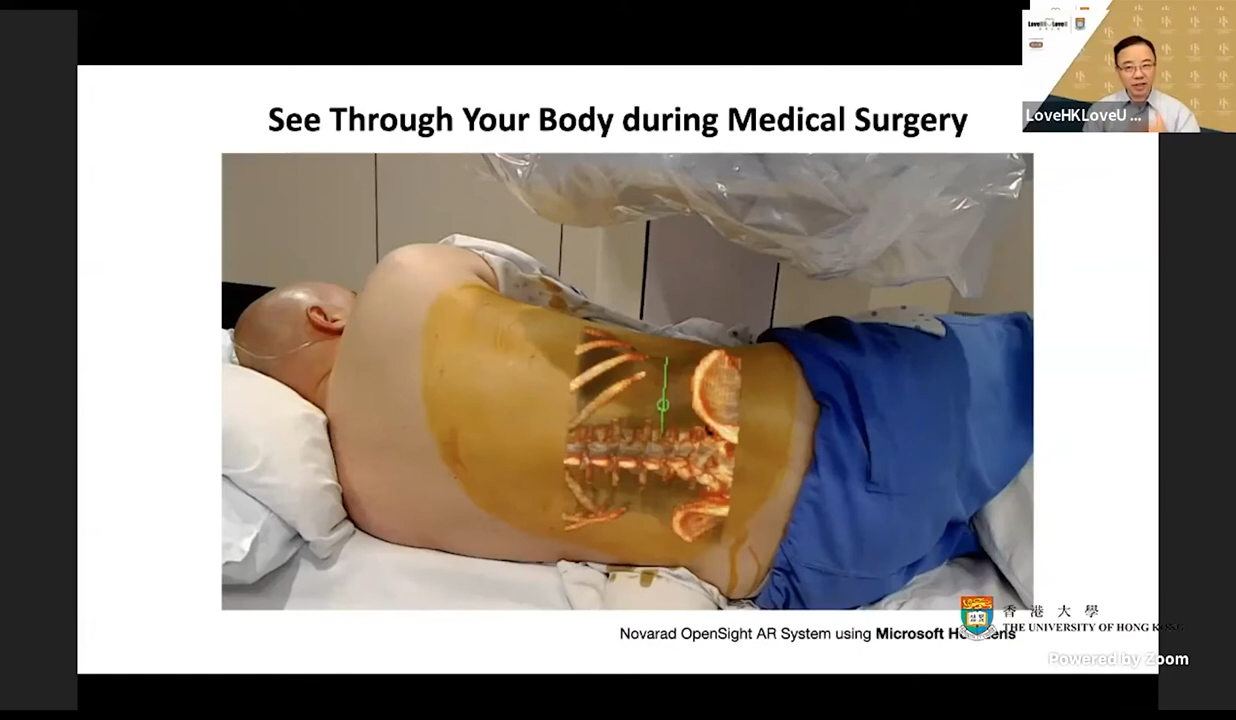 See Through Your Body during Medical Surgery
LoveHKLoveU ...
Novarad OpenSight AR System using Microsoft
香港大學
THE UNIVERSITY OF HONG KONG
Powered by Zoom